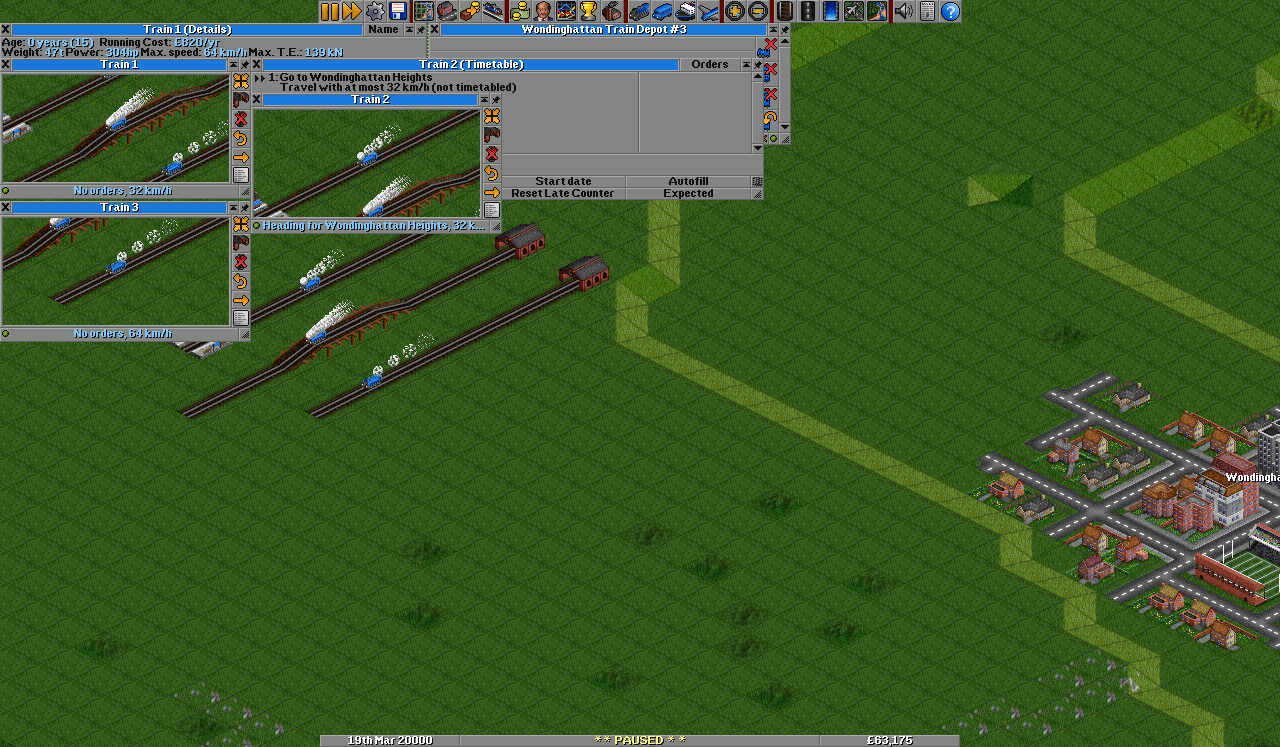 Train 1 (Details)
Name
Wondinghattan Train Depot #3
Age: 0 years (15) Running Cost: £620/yr
Weight: 47t Power: 304hp Max. speed: 64 km/h Max. T.E.: 139 kN
Train 1
Train 2 (Timetable)
Orders
1: Go to Wondinghattan Heights
Travel with at most 32 km/h (not timetabled)
Train 2
Start date
Autofill
No orders, 32 km/h
Reset Late Counter
Expected
Train 3
Heading for Wondinghattan Heights, 32 k...
No orders, 64 km/h
Wondingha
19th Mar 20000
* * PAUSED * *
£63,175